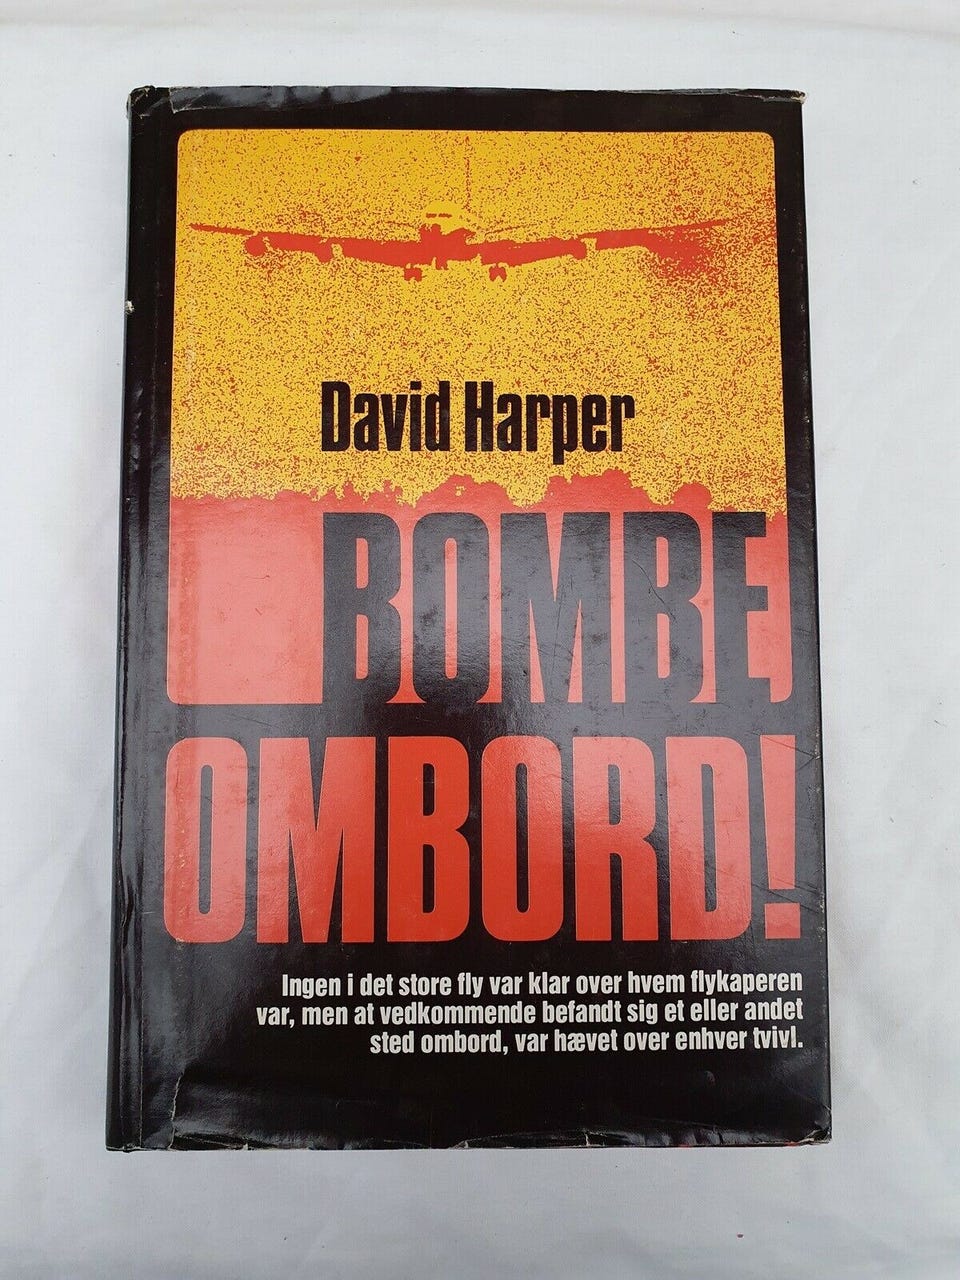 David Harper
BOMBE
OMBORD!
Ingen i det store fly var klar over hvem flykaperen
var, men at vedkommende befandt sig et eller andet
sted ombord, var hævet over enhver tvivl.